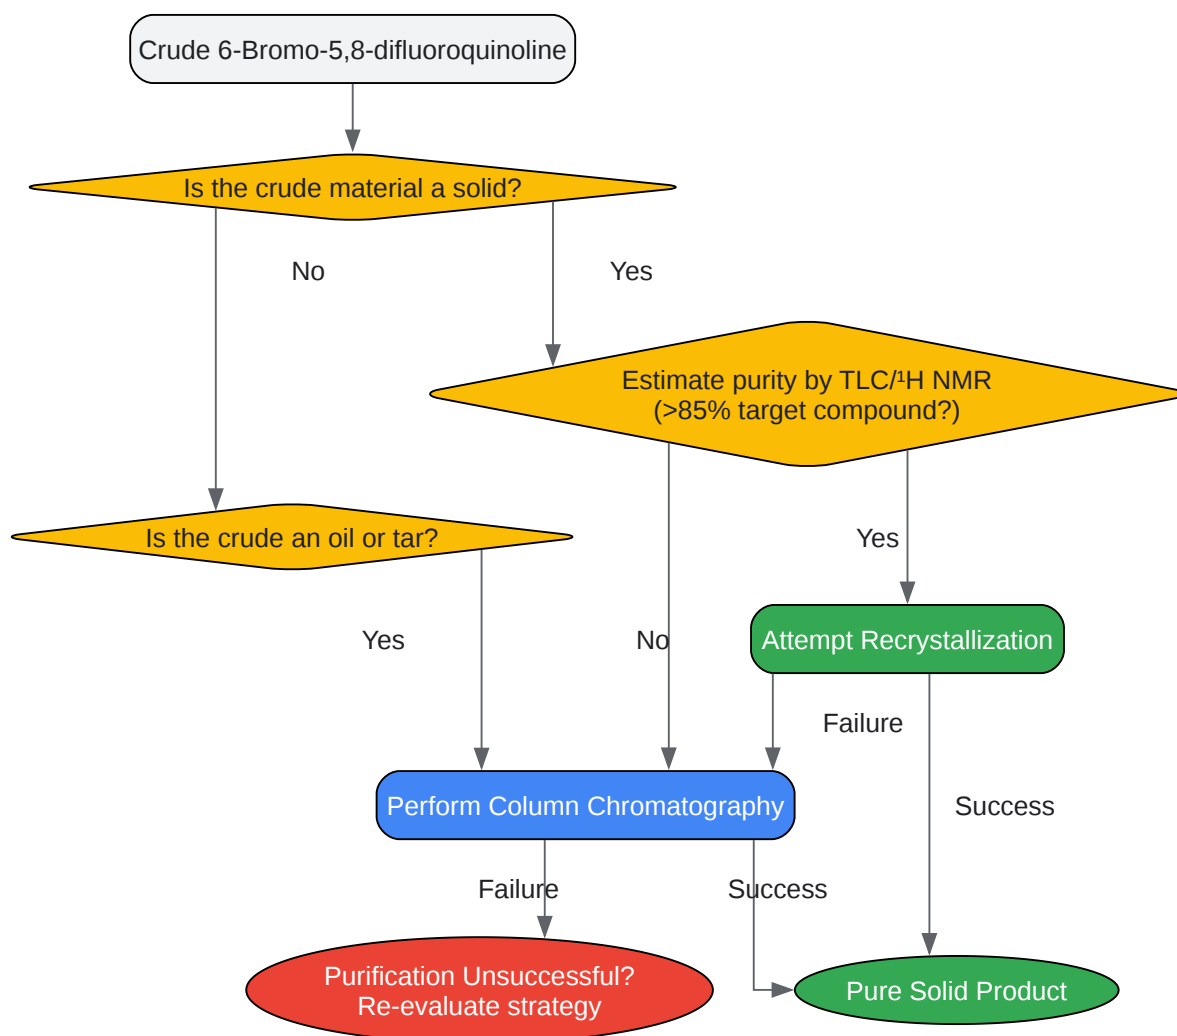 Crude 6-Bromo-5,8-difluoroquinoline
Is the crude material a solid?
No
Yes
Estimate purity by TLC/¹H NMR
(>85% target compound?)
Is the crude an oil or tar?
Yes
Yes
No
Attempt Recrystallization
Failure
Perform Column Chromatography
Success
Failure
Success
Purification Unsuccessful?
Re-evaluate strategy
Pure Solid Product